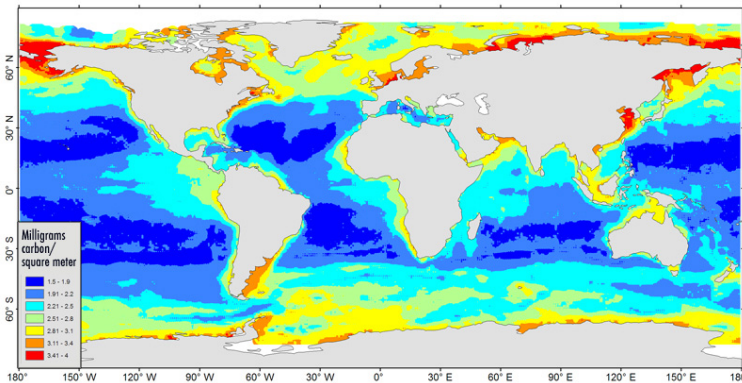 60° N
30° N
0°
30° S
60° S
Milligrams
carbon/
square meter
1.5 - 1.9
1.91 - 2.2
2.21 - 2.5
2.51 - 2.8
2.81 - 3.1
3.11 - 3.4
3.41 - 4
180° 150° W 120° W 90° W 60° W 30° W 0° 30° E 60° E 90° E 120° E 150° E 180°